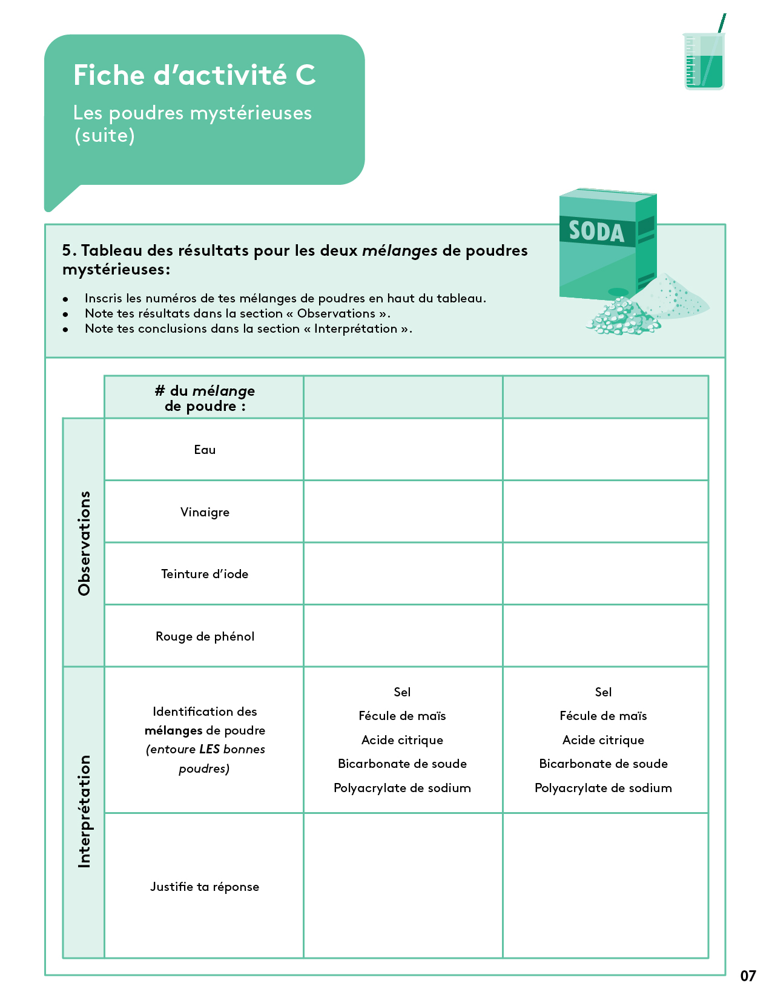 Fiche d’activité C
Les poudres mystérieuses
(suite)
SODA
5. Tableau des résultats pour les deux mélanges de poudres
mystérieuses:
• Inscris les numéros de tes mélanges de poudres en haut du tableau.
• Note tes résultats dans la section « Observations ».
• Note tes conclusions dans la section « Interprétation ».
# du mélange
de poudre :
Observations
Eau
Vinaigre
Teinture d’iode
Rouge de phénol
Interprétation
Identification des
mélanges de poudre
(entoure LES bonnes
poudres)
Sel
Fécule de maïs
Acide citrique
Bicarbonate de soude
Polyacrylate de sodium
Sel
Fécule de maïs
Acide citrique
Bicarbonate de soude
Polyacrylate de sodium
Justifie ta réponse
07